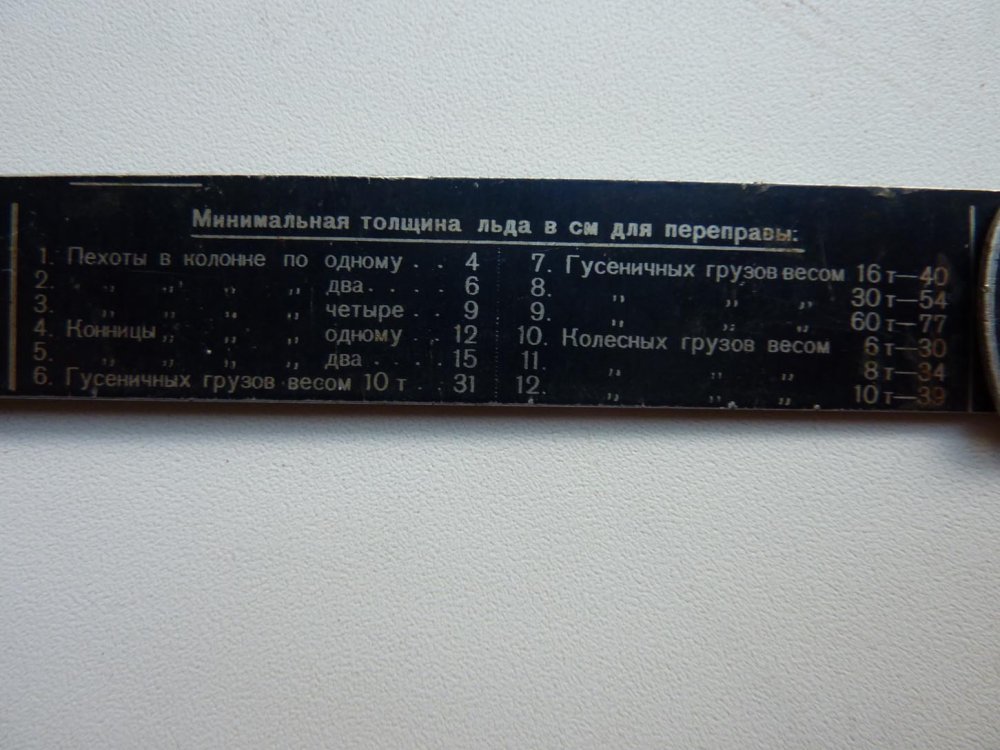 Минимальная толщина льда в см для переправы:
1. Пехоты в колонне по одному . . 4
2. „ „ „ „ два . . . . 6
3. „ „ „ „ четыре . . 9
4. Конницы „ „ „ одному . . 12
5. „ „ „ „ два . . . . 15
6. Гусеничных грузов весом 10 т . . 31
7. Гусеничных грузов весом 16 т—40
8. „ „ „ 30 т—54
9. „ „ „ 60 т—77
10. Колесных грузов весом 6 т—30
11. „ „ „ 8 т—34
12. „ „ „ 10 т—39